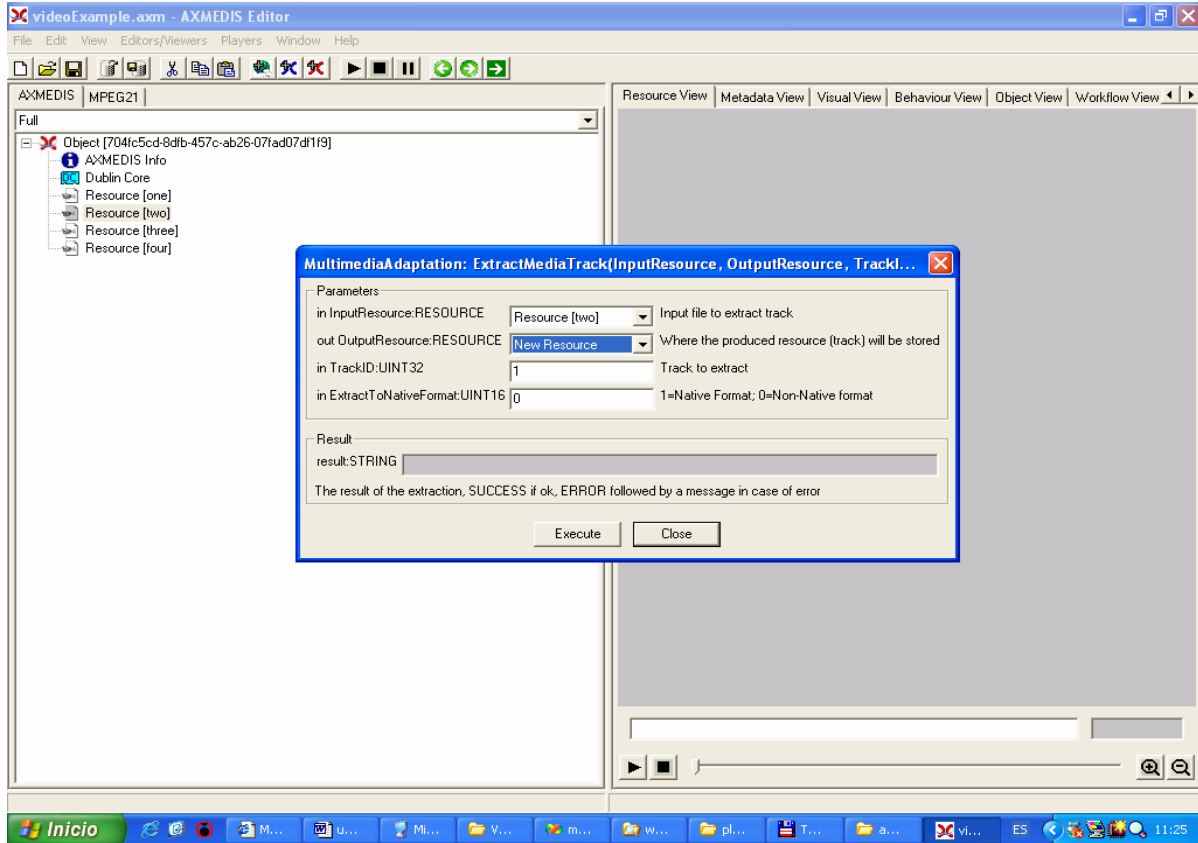 videoExample.axm - AXMEDIS Editor
File Edit View Editors/Viewers Players Window Help
AXMEDIS MPEG21
Resource View Metadata View Visual View Behaviour View Object View Workflow View
Full
Object [704fc5cd-8dfb-457c-ab26-07fad07df1f9]
AXMEDIS Info
DC Dublin Core
Resource [one]
Resource [two]
Resource [three]
Resource [four]
MultimediaAdaptation: ExtractMediaTrack(InputResource, OutputResource, TrackI...
Parameters
in InputResource:RESOURCE Resource [two] Input file to extract track
out OutputResource:RESOURCE New Resource Where the produced resource (track) will be stored
in TrackID:UINT32 1 Track to extract
in ExtractToNativeFormat:UINT16 0 1=Native Format; 0=Non-Native format
Result
result:STRING
The result of the extraction, SUCCESS if ok, ERROR followed by a message in case of error
Execute Close
Inicio M... u... Mi... V... m... w... pl... T... a... vi... ES 11:25